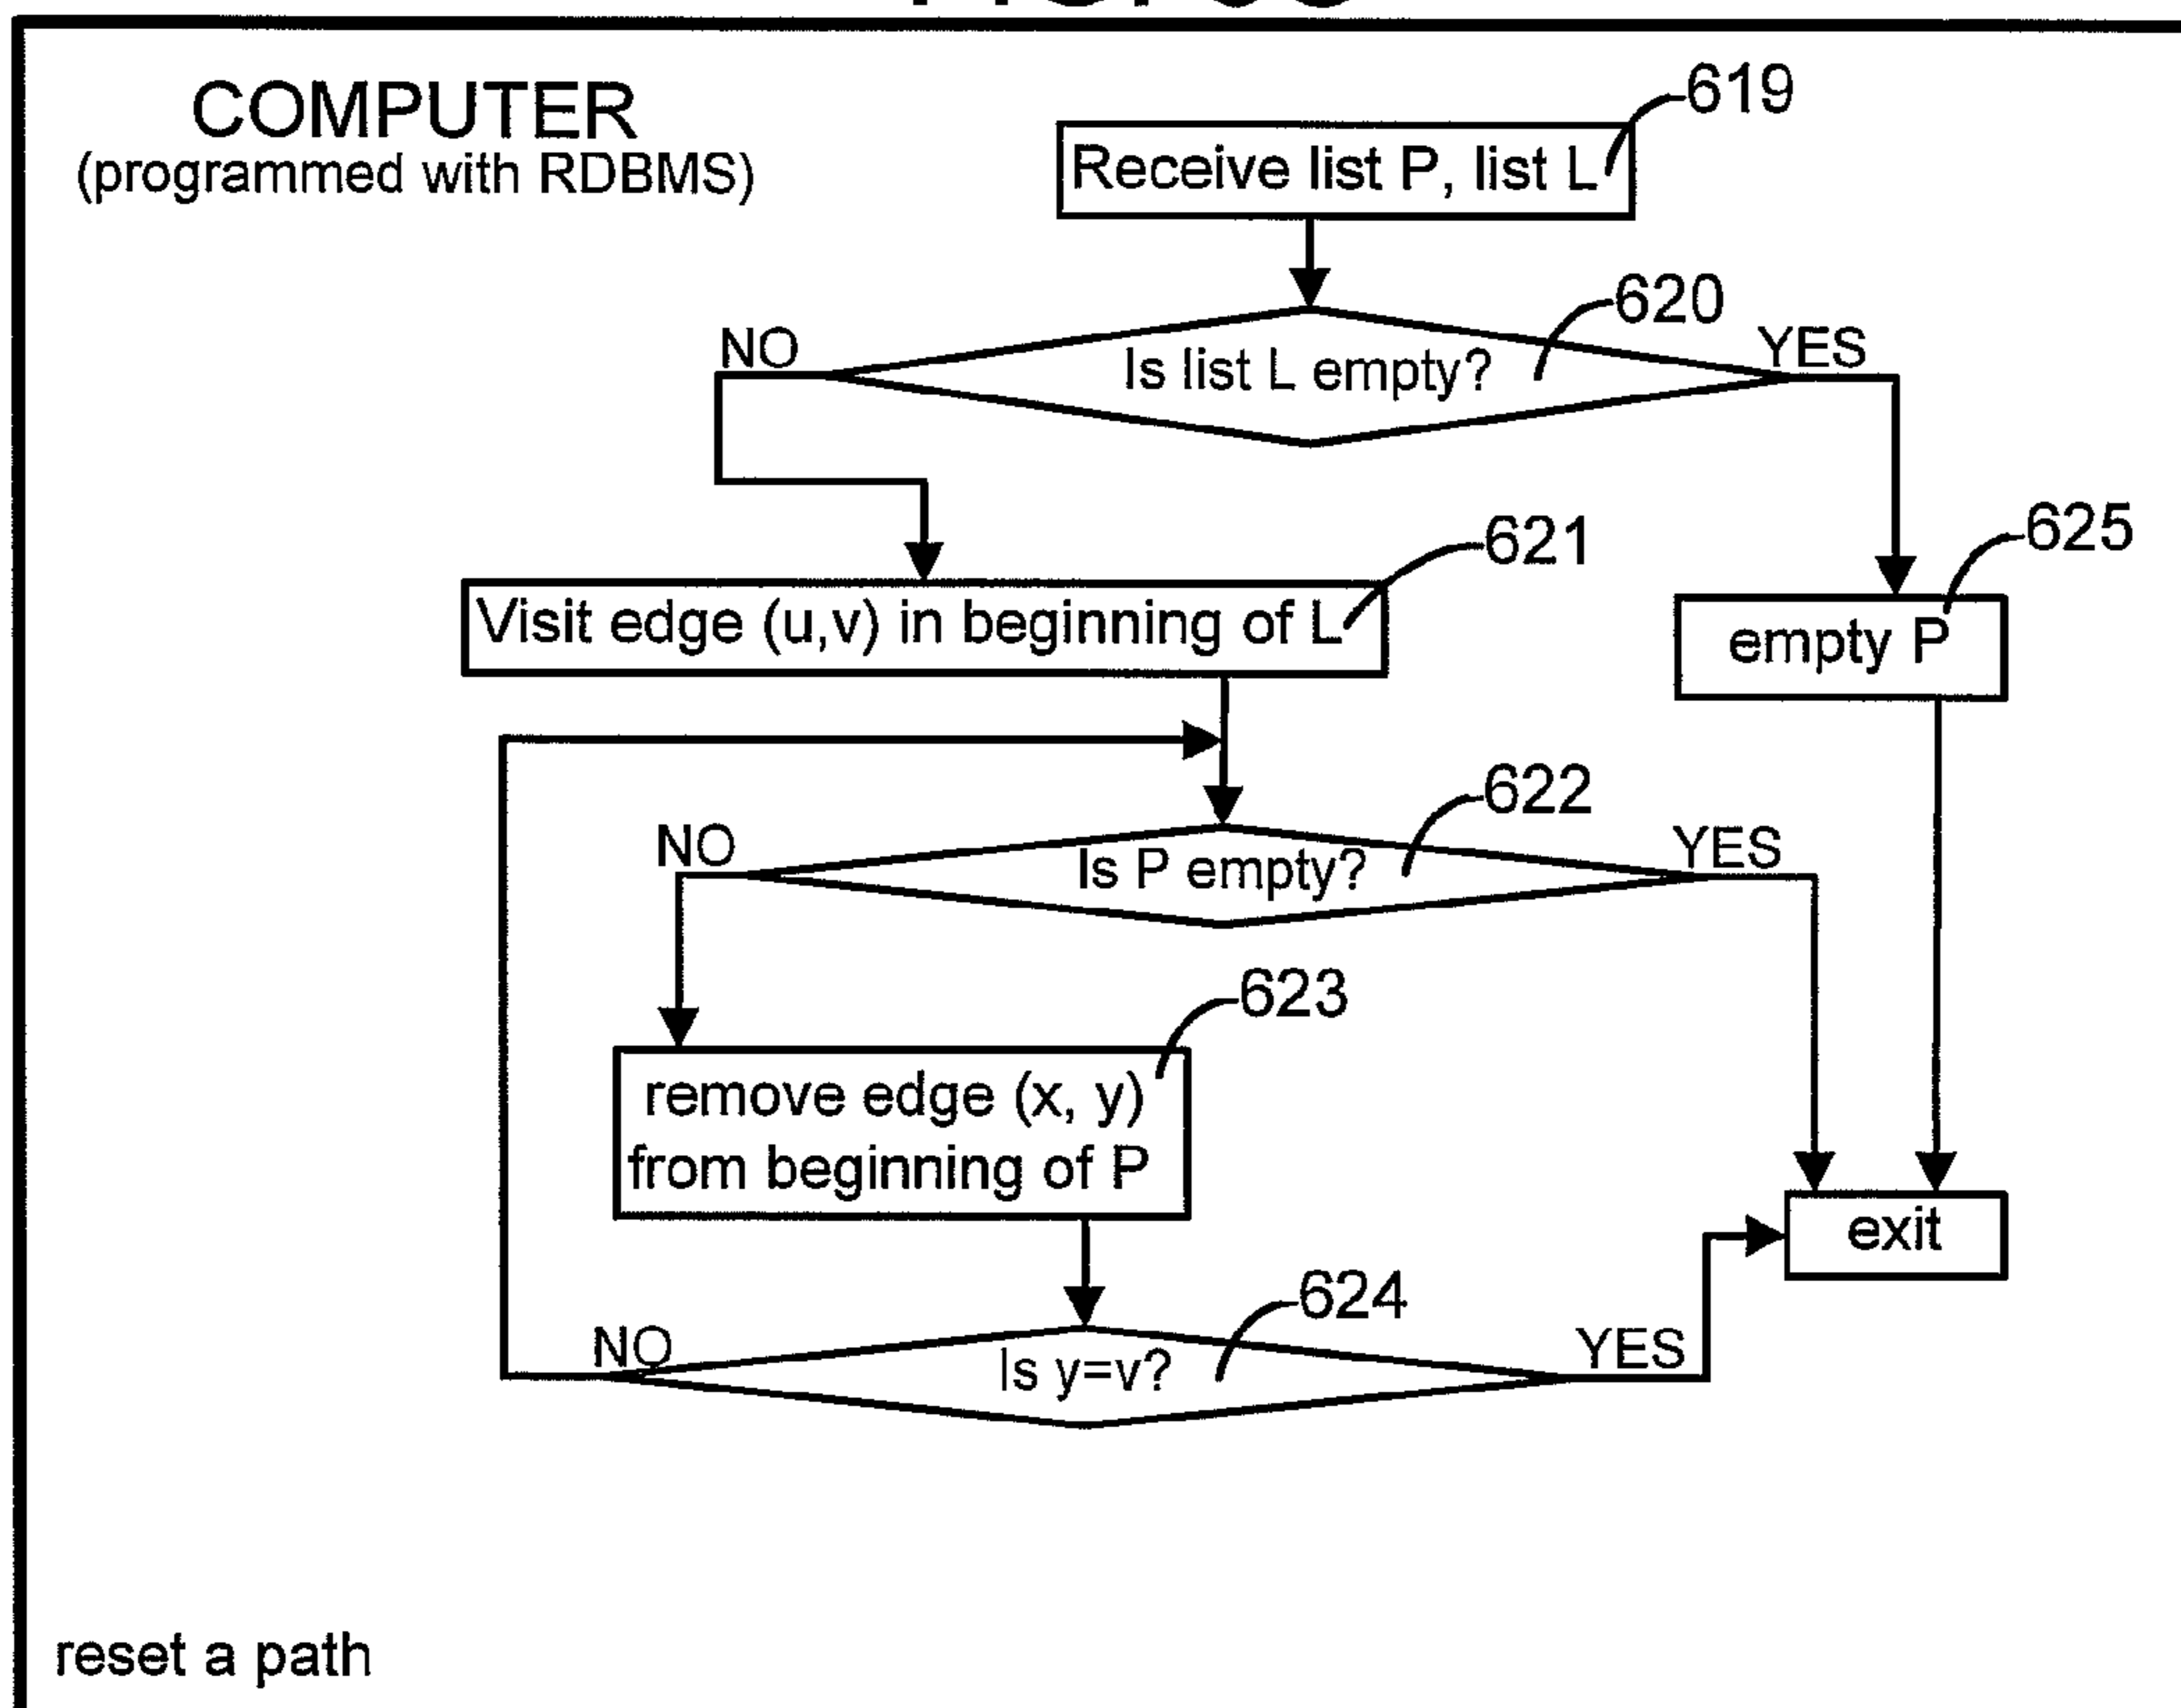 COMPUTER
(programmed with RDBMS)
619
Receive list P, list L
620
NO
YES
Is list L empty?
625
621
Visit edge (u,v) in beginning of L
empty P
622
NO
YES
Is P empty?
623
remove edge (x, y)
from beginning of P
exit
624
NO
YES
Is y=v?
reset a path